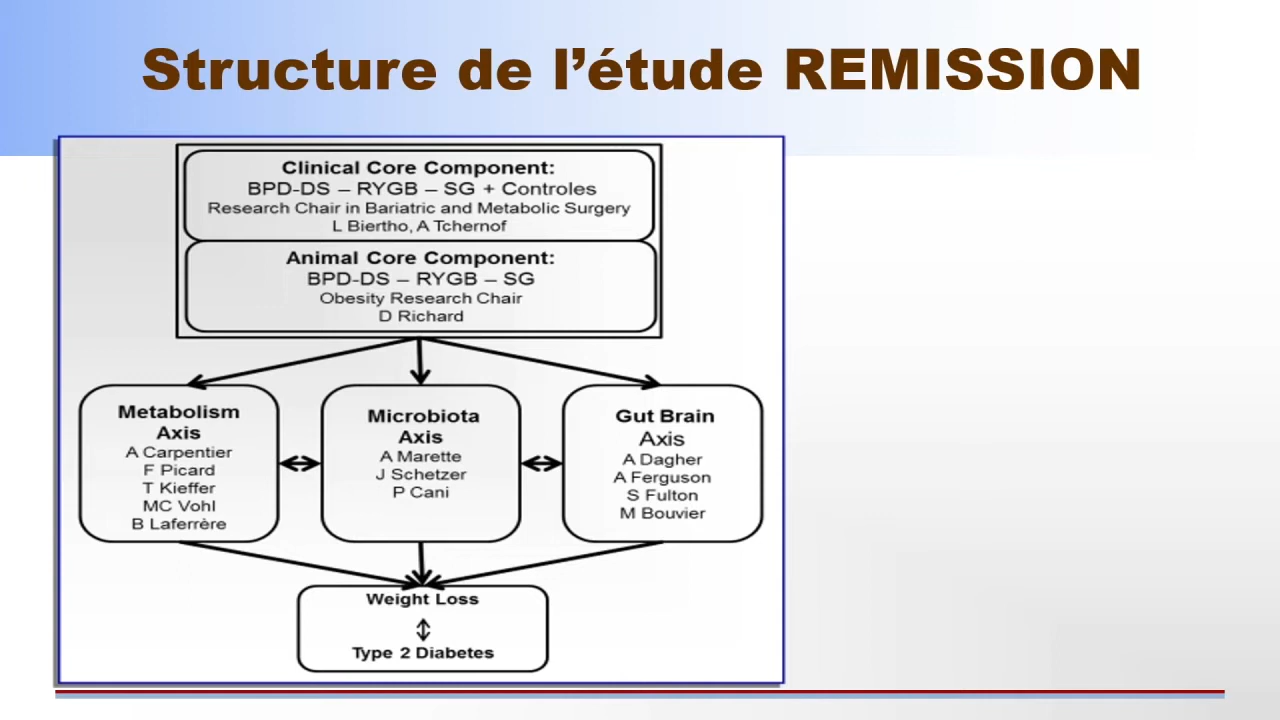 Structure de l’étude REMISSION
Clinical Core Component:
BPD-DS – RYGB – SG + Controles
Research Chair in Bariatric and Metabolic Surgery
L Biertho, A Tchernof
Animal Core Component:
BPD-DS – RYGB – SG
Obesity Research Chair
D Richard
Metabolism
Axis
A Carpentier
F Picard
T Kieffer
MC Vohl
B Laferrère
Microbiota
Axis
A Marette
J Schetzer
P Cani
Gut Brain
Axis
A Dagher
A Ferguson
S Fulton
M Bouvier
Weight Loss
Type 2 Diabetes